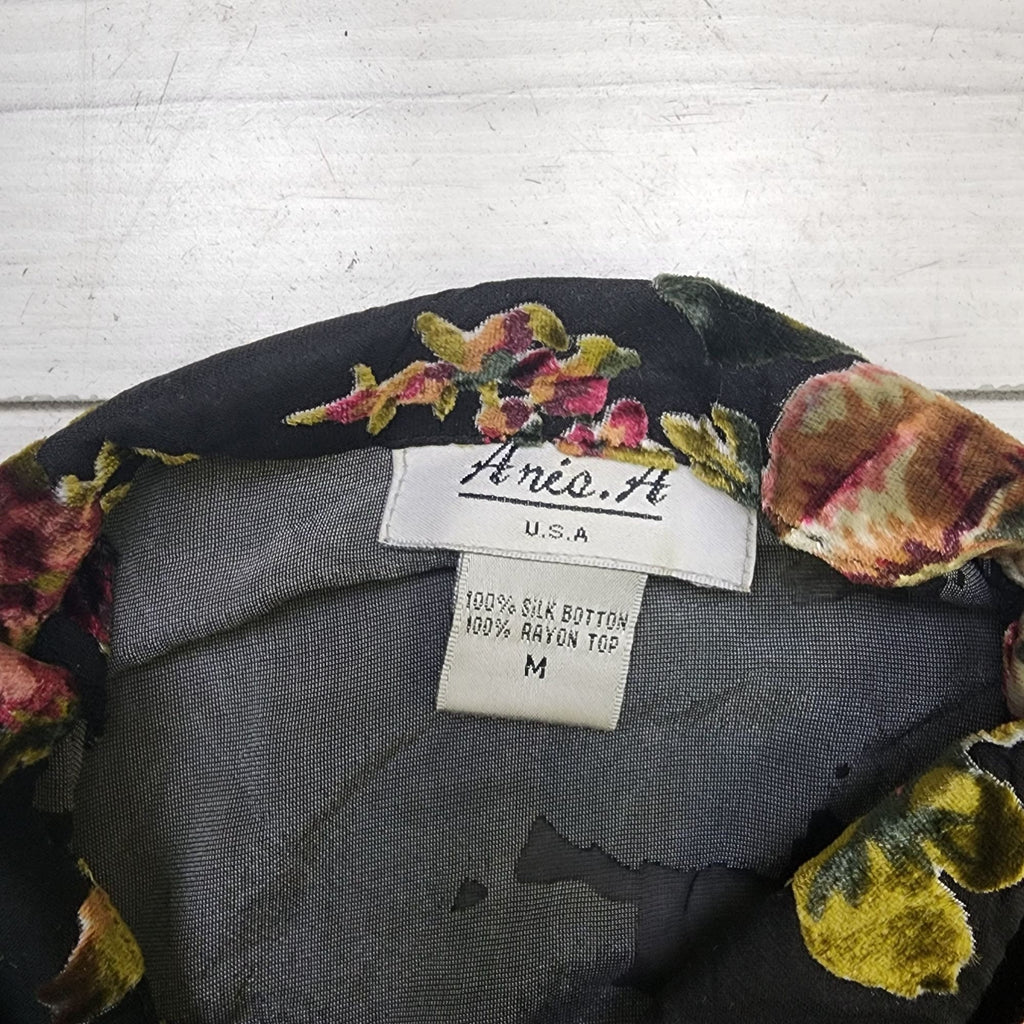 Aris.A
U.S.A
100% SILK BOTTON
100% RAYON TOP
M